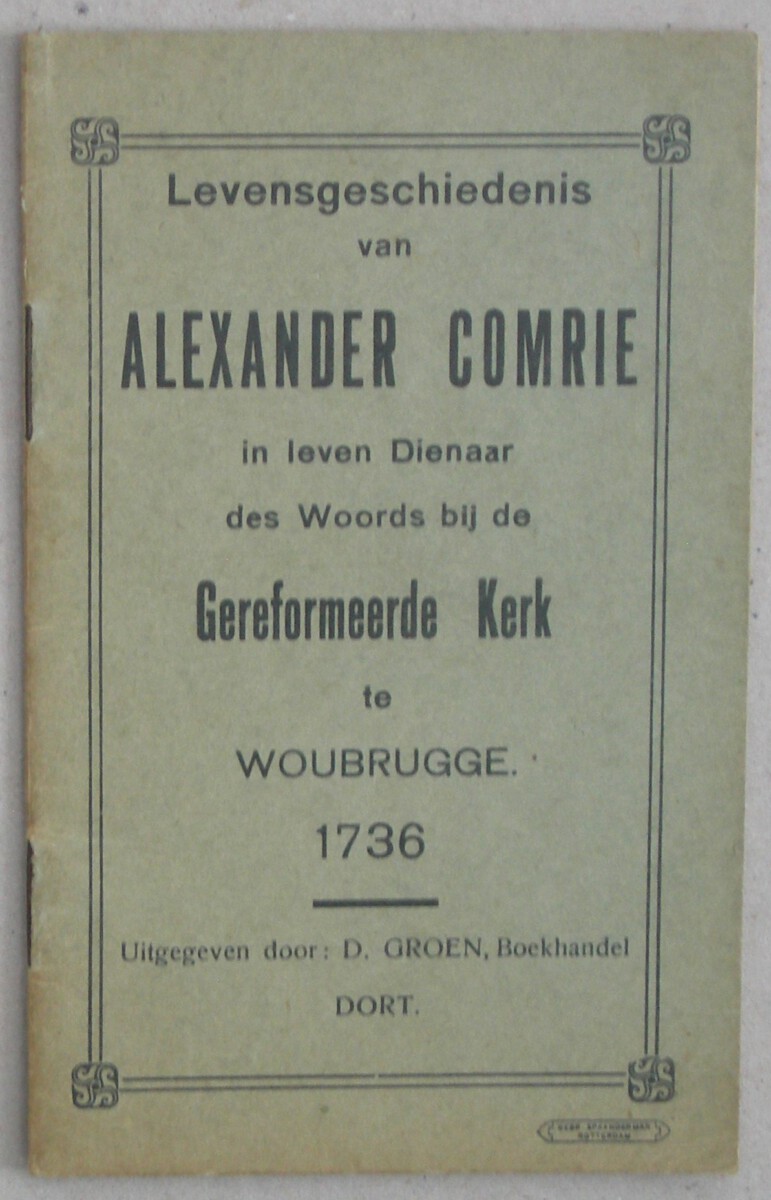 Levensgeschiedenis
van
ALEXANDER COMRIE
in leven Dienaar
des Woords bij de
Gereformeerde Kerk
te
WOUBRUGGE.
1736
Uitgegeven door: D. GROEN, Boekhandel
DORT.
ROTTERDAM